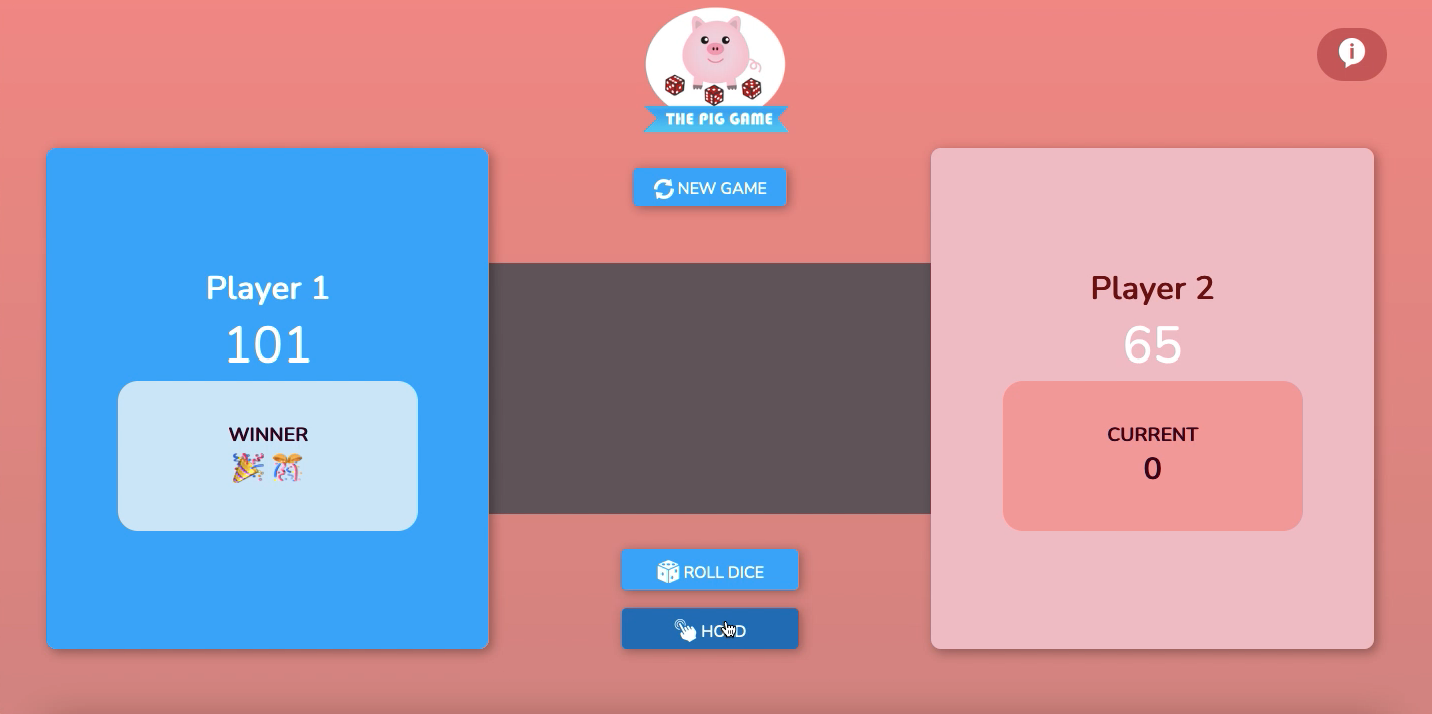 THE PIG GAME
NEW GAME
Player 1
101
WINNER
Player 2
65
CURRENT
0
ROLL DICE